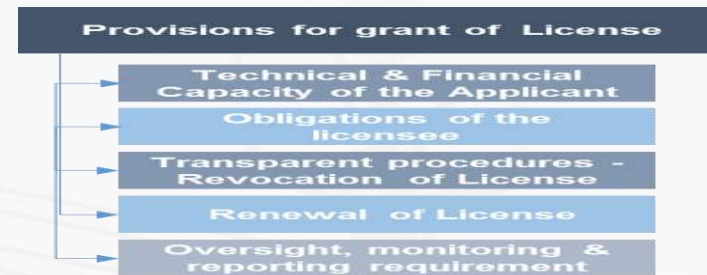 Provisions for grant of License
Technical & Financial
Capacity of the Applicant
Obligations of the
licensee
Transparent procedures -
Revocation of License
Renewal of License
Oversight, monitoring &
reporting requirement